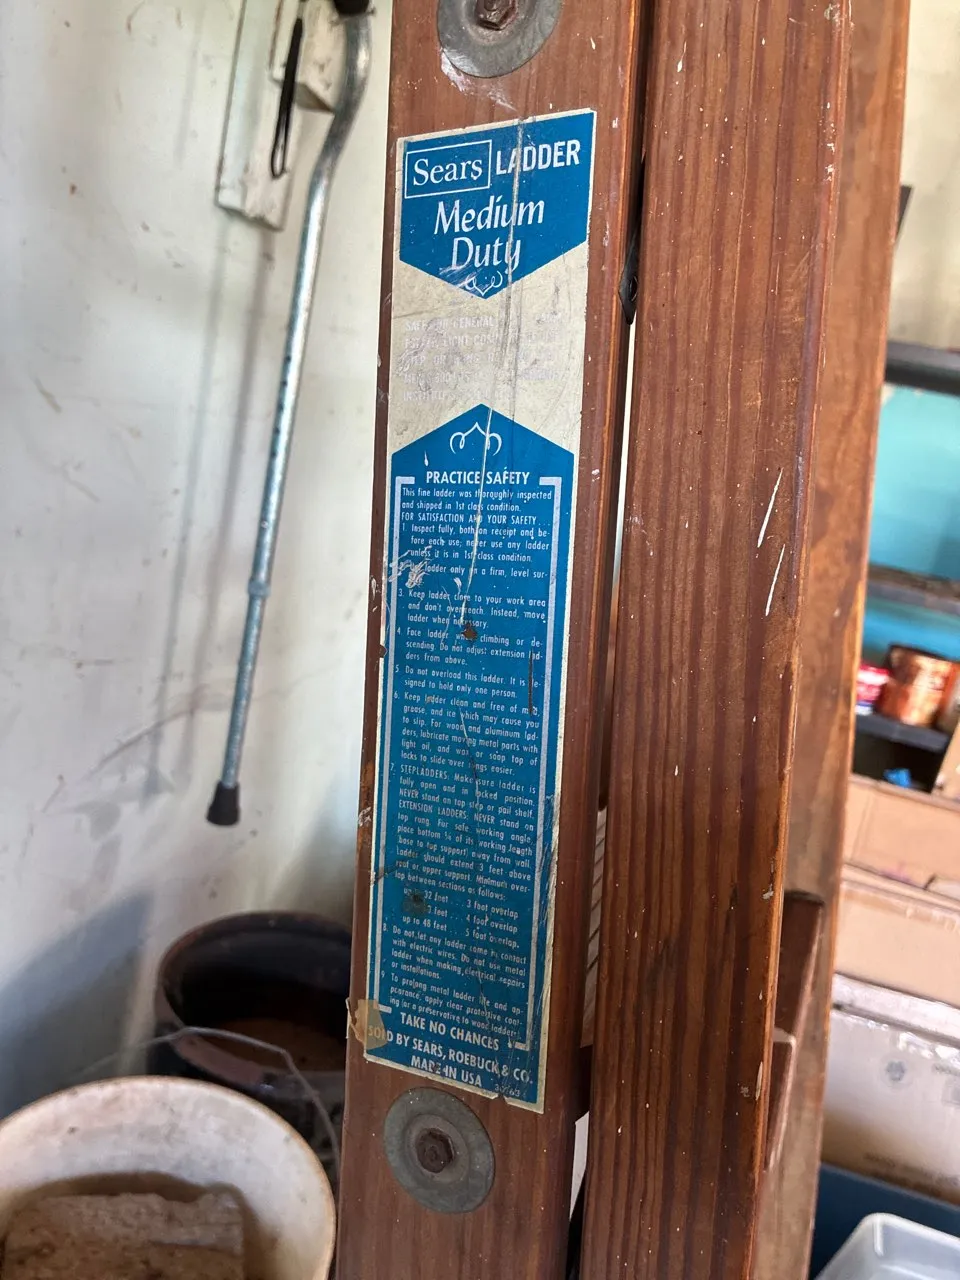 Sears LADDER
Medium
Duty
SAFE FOR GENERAL
PRACTICE SAFETY
This fine ladder was thoroughly inspected
and shipped in 1st class condition.
FOR SATISFACTION AND YOUR SAFETY...
1. Inspect fully, both on receipt and be-
fore each use; never use any ladder
unless it is in 1st class condition.
ladder only on a firm, level sur-
3. Keep ladder close to your work area
and don't overreach. Instead, move
ladder when necessary.
4. Face ladder when climbing or de-
scending. Do not adjust extension lad-
ders from above.
5. Do not overload this ladder. It is de-
signed to hold only one person.
6. Keep ladder clean and free of mud,
grease, and ice which may cause you
to slip. For wood and aluminum lad-
ders, lubricate moving metal parts with
light oil, and wax or soap top of
locks to slide over rungs easier.
7. STEPLADDERS: Make sure ladder is
fully open and in locked position.
NEVER stand on top step or pail shelf.
EXTENSION LADDERS: NEVER stand on
top rung. For safe working angle,
place bottom ¼ of its working length
(base to top support) away from wall.
Ladder should extend 3 feet above
roof or upper support. Minimum over-
lap between sections as follows:
32 feet . . . 3 foot overlap
feet . . . 4 foot overlap
up to 48 feet . . . 5 foot overlap.
8. Do not let any ladder come in contact
with electric wires. Do not use metal
ladder when making electrical repairs
or installations.
9. To prolong metal ladder life and ap-
pearance, apply clear protective coat-
ing (or a preservative to wood ladders)
TAKE NO CHANCES
SOLD BY SEARS, ROEBUCK & CO.
MADE IN USA